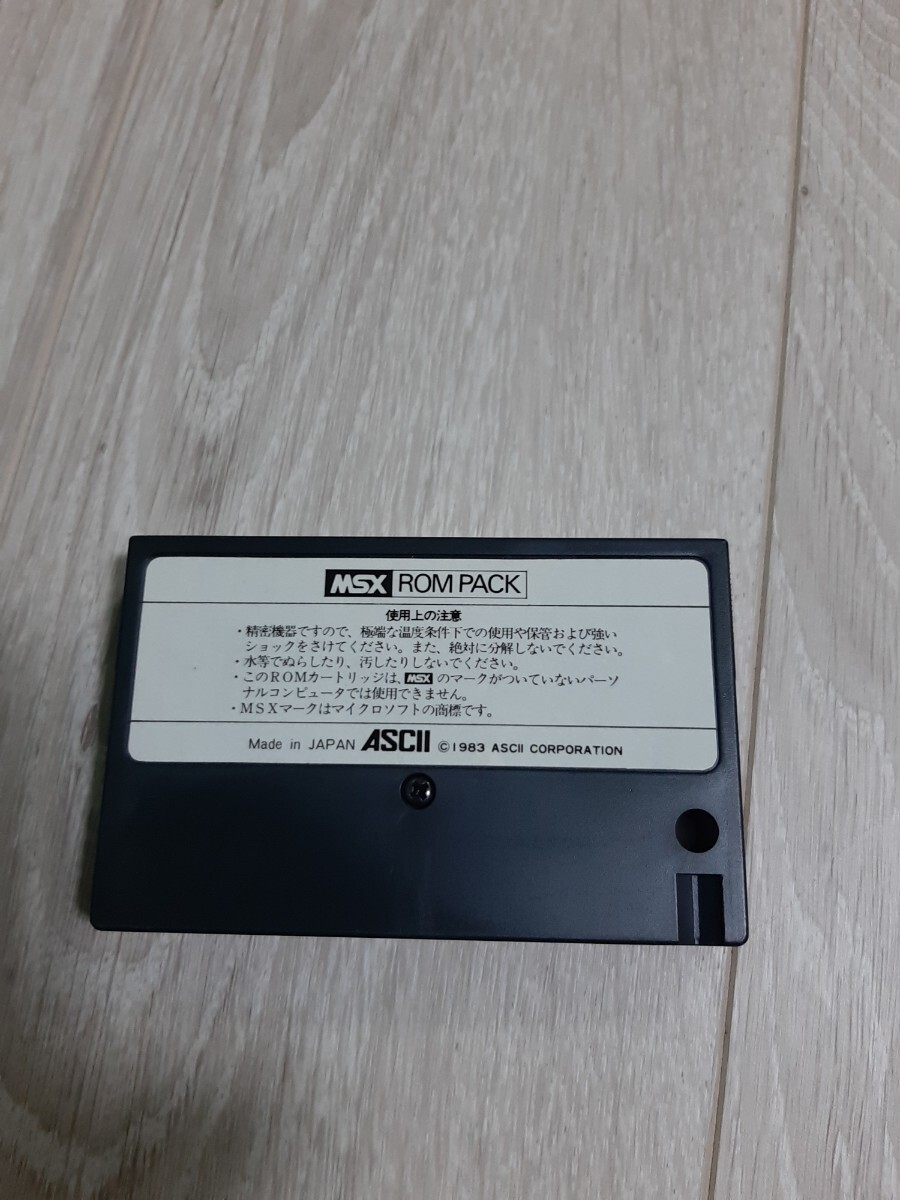 MSX ROM PACK
使用上の注意
・精密機器ですので、極端な温度条件下での使用や保管および強い
ショックをさけてください。また、絶対に分解しないでください。
・水等でぬらしたり、汚したりしないでください。
・このROMカートリッジは、MSXのマークがついていないパーソ
ナルコンピュータでは使用できません。
・MSXマークはマイクロソフトの商標です。
Made in JAPAN ASCII ©1983 ASCII CORPORATION